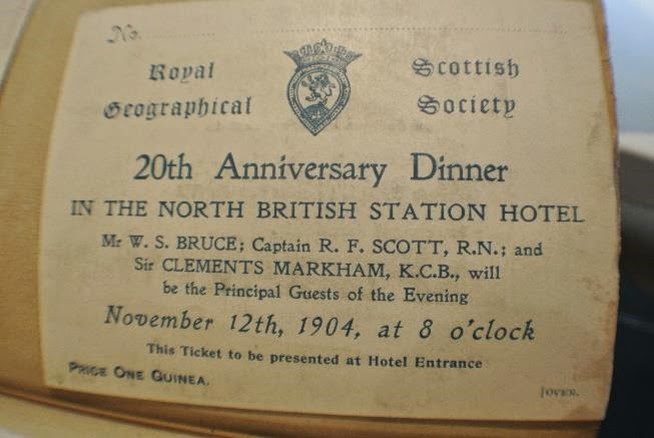 No.
Royal Scottish
Geographical Society
20th Anniversary Dinner
IN THE NORTH BRITISH STATION HOTEL
Mr W. S. BRUCE; Captain R. F. SCOTT, R.N.; and
Sir CLEMENTS MARKHAM, K.C.B., will
be the Principal Guests of the Evening
November 12th, 1904, at 8 o'clock
This Ticket to be presented at Hotel Entrance
PRICE ONE GUINEA.
[OVER.